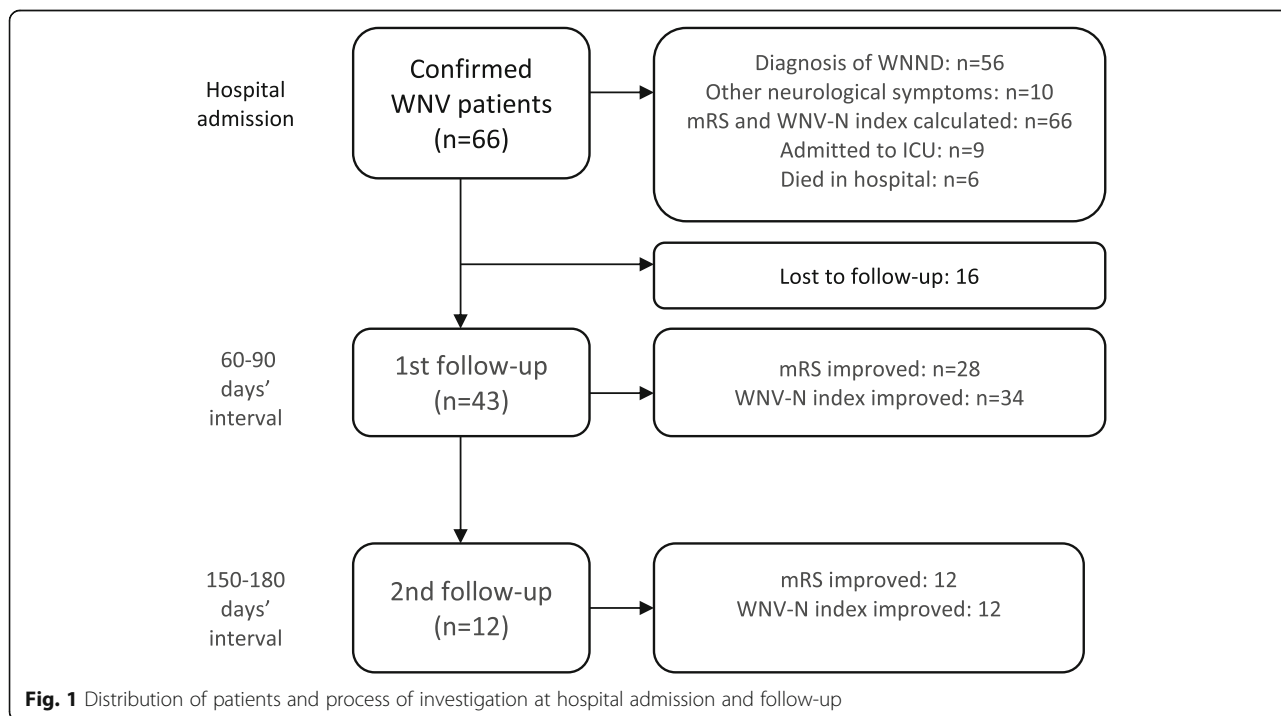 Hospital
admission
Confirmed
WNV patients
(n=66)
Diagnosis of WNND: n=56
Other neurological symptoms: n=10
mRS and WNV-N index calculated: n=66
Admitted to ICU: n=9
Died in hospital: n=6
Lost to follow-up: 16
60-90
days’
interval
1st follow-up
(n=43)
mRS improved: n=28
WNV-N index improved: n=34
150-180
days’
interval
2nd follow-up
(n=12)
mRS improved: 12
WNV-N index improved: 12
Fig. 1 Distribution of patients and process of investigation at hospital admission and follow-up